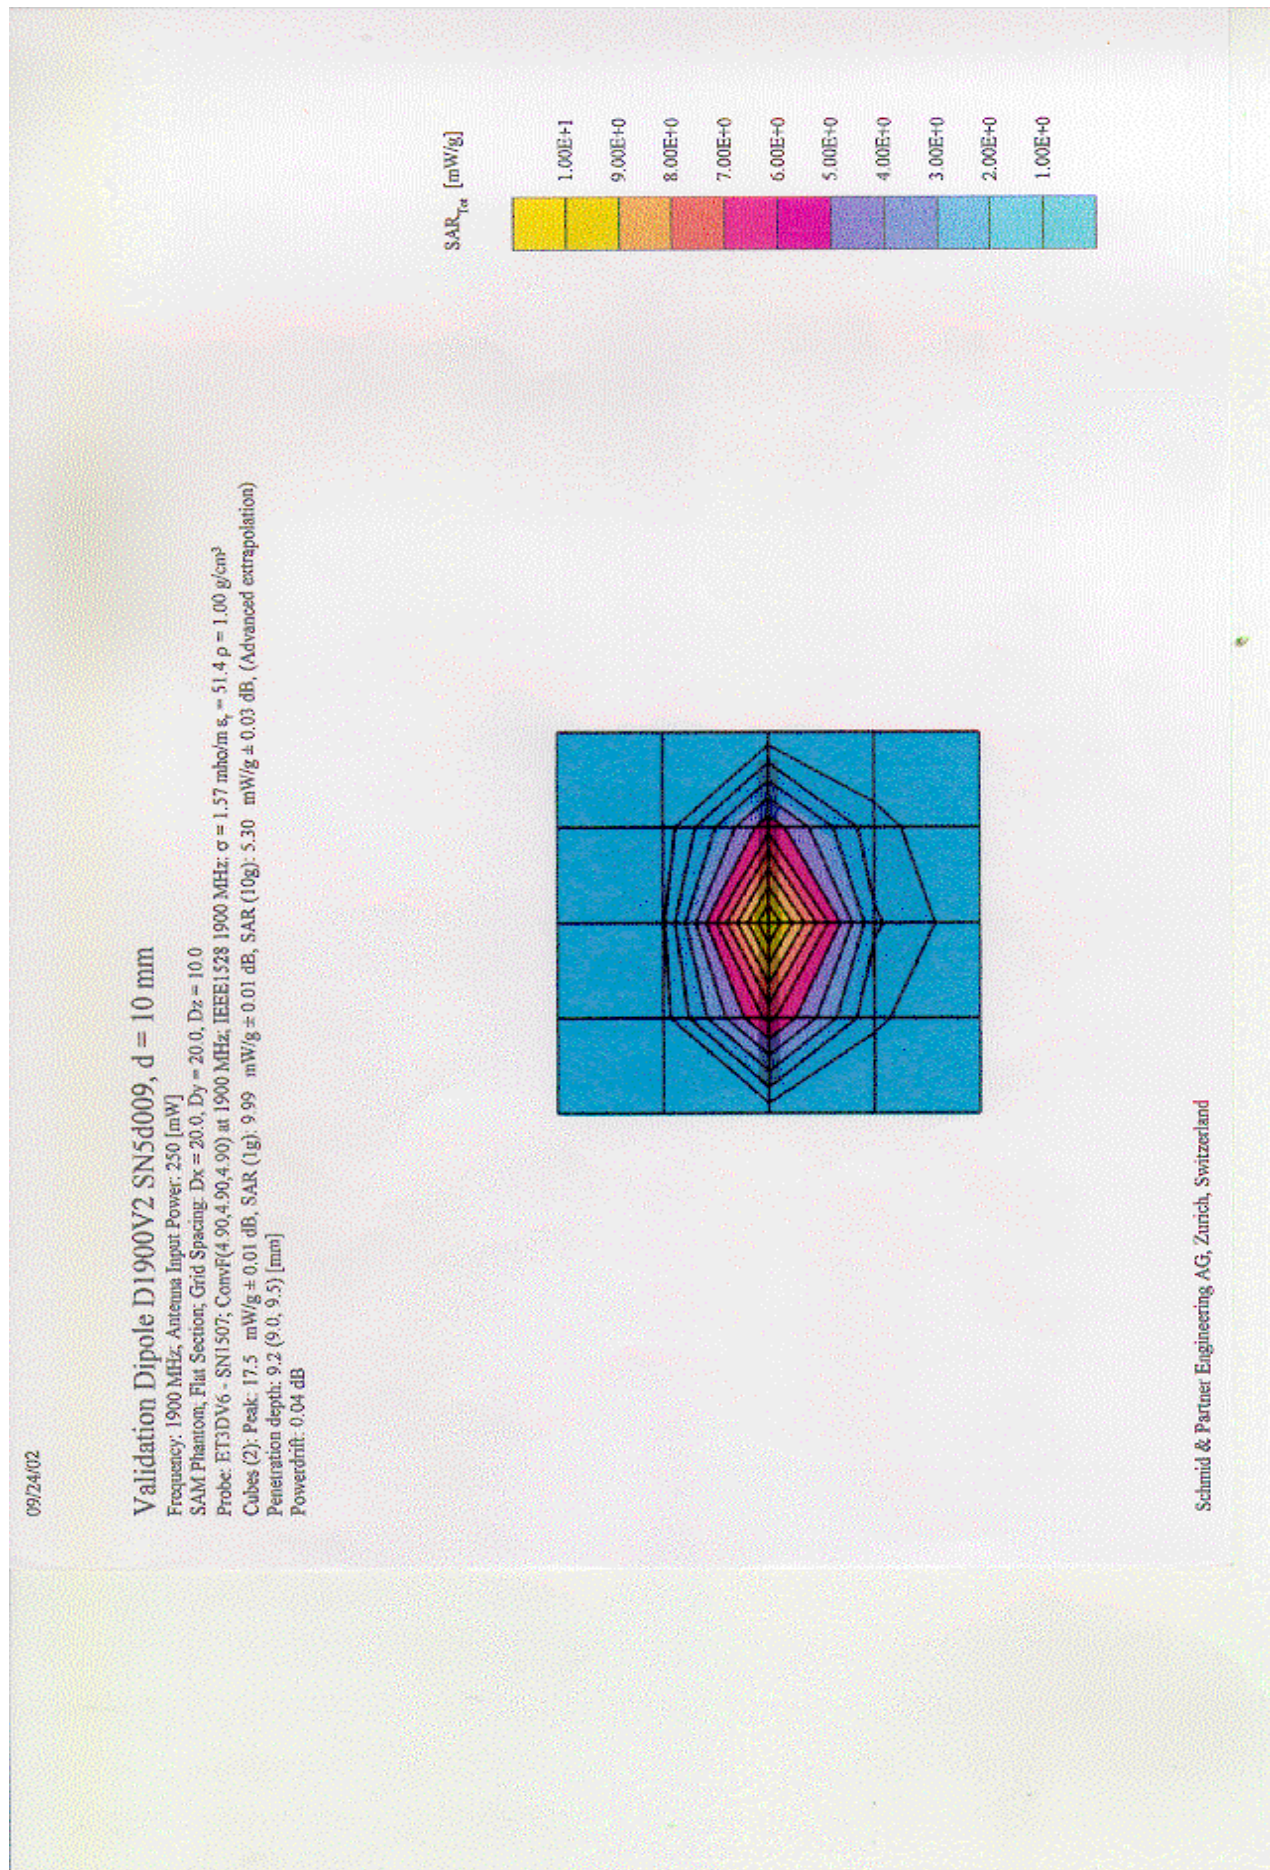 09/24/02
Validation Dipole D1900V2 SN5d009, d = 10 mm
Frequency: 1900 MHz; Antenna Input Power: 250 [mW]
SAM Phantom; Flat Section; Grid Spacing: Dx = 20.0, Dy = 20.0, Dz = 10.0
Probe: ET3DV6 - SN1507; ConvF(4.90,4.90,4.90) at 1900 MHz; IEEE1528 1900 MHz; σ = 1.57 mho/m εr = 51.4 ρ = 1.00 g/cm³
Cubes (2): Peak: 17.5 mW/g ± 0.01 dB, SAR (1g): 9.99 mW/g ± 0.01 dB, SAR (10g): 5.30 mW/g ± 0.03 dB, (Advanced extrapolation)
Penetration depth: 9.2 (9.0, 9.5) [mm]
Powerdrift: 0.04 dB
SARTot [mW/g]
1.00E+1
9.00E+0
8.00E+0
7.00E+0
6.00E+0
5.00E+0
4.00E+0
3.00E+0
2.00E+0
1.00E+0
Schmid & Partner Engineering AG, Zurich, Switzerland